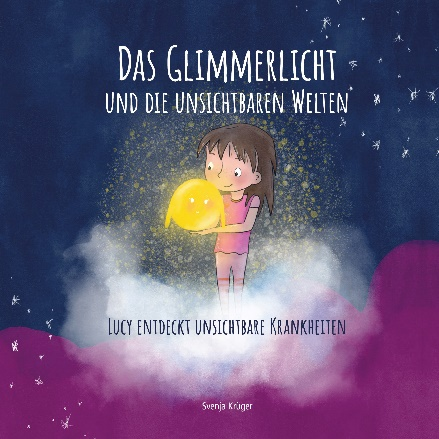 Das Glimmerlicht
und die unsichtbaren Welten
Lucy entdeckt unsichtbare Krankheiten
Svenja Krüger